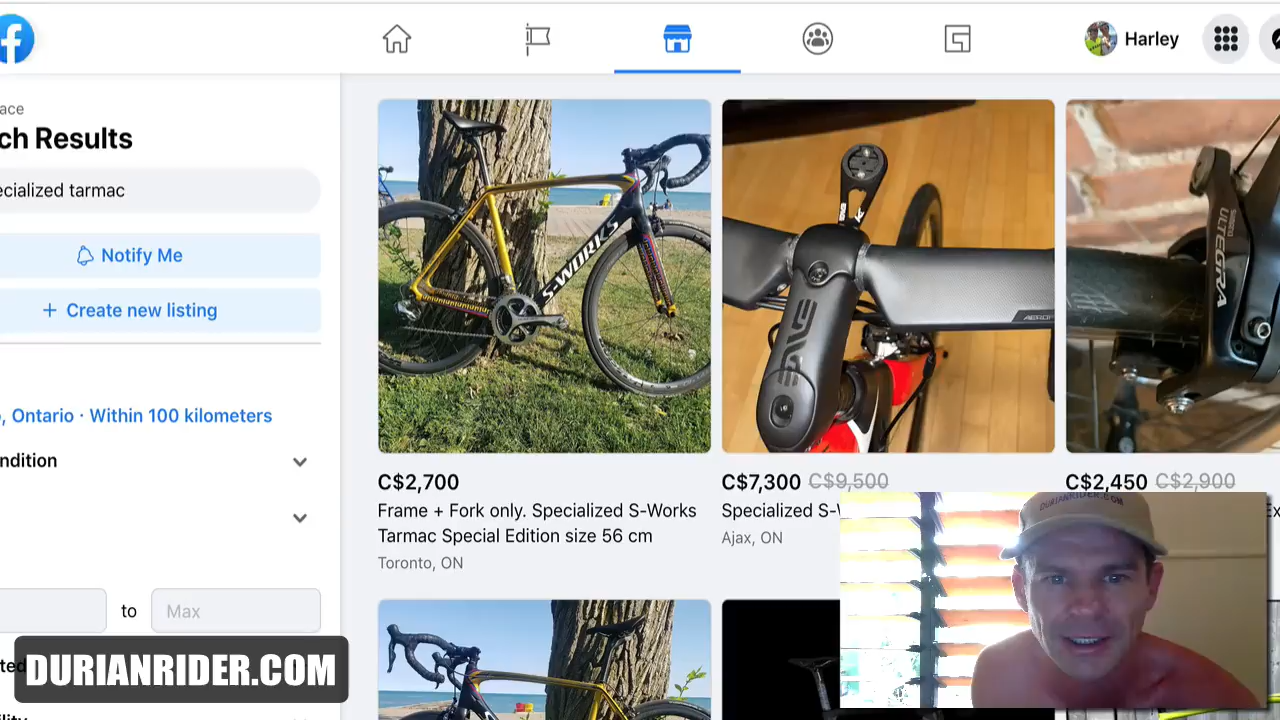 Harley
ace
ch Results
ecialized tarmac
Notify Me
+ Create new listing
, Ontario · Within 100 kilometers
ndition
to
Max
DURIANRIDER.COM
S-WORKS
C$2,700
Frame + Fork only. Specialized S-Works
Tarmac Special Edition size 56 cm
Toronto, ON
ENVE
AERO
C$7,300 C$9,500
Specialized S-W
Ajax, ON
ULTEGRA
C$2,450 C$2,900
Ex
DURIANRIDER.COM